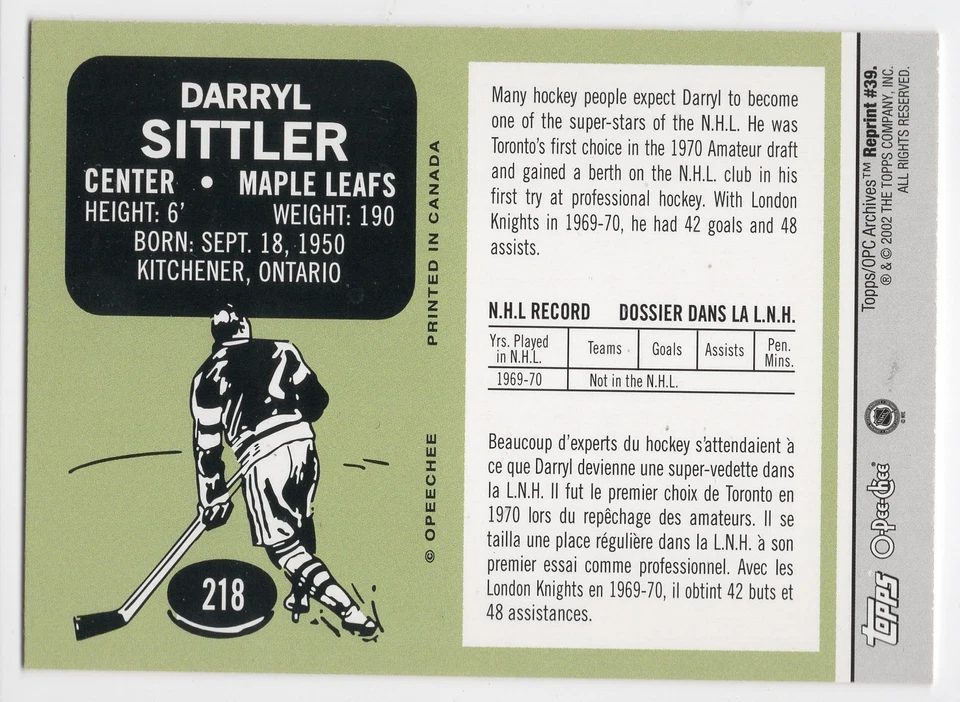 DARRYL
SITTLER
CENTER • MAPLE LEAFS
HEIGHT: 6' WEIGHT: 190
BORN: SEPT. 18, 1950
KITCHENER, ONTARIO
218
PRINTED IN CANADA
© OPEECHEE
Many hockey people expect Darryl to become
one of the super-stars of the N.H.L. He was
Toronto's first choice in the 1970 Amateur draft
and gained a berth on the N.H.L. club in his
first try at professional hockey. With London
Knights in 1969-70, he had 42 goals and 48
assists.
N.H.L RECORD DOSSIER DANS LA L.N.H.
Yrs. Played
in N.H.L. Teams Goals Assists Pen.
Mins.
1969-70 Not in the N.H.L.
Beaucoup d'experts du hockey s'attendaient à
ce que Darryl devienne une super-vedette dans
la L.N.H. Il fut le premier choix de Toronto en
1970 lors du repêchage des amateurs. Il se
tailla une place régulière dans la L.N.H. à son
premier essai comme professionnel. Avec les
London Knights en 1969-70, il obtint 42 buts et
48 assistances.
Topps/OPC Archives™ Reprint #39.
® & © 2002 THE TOPPS COMPANY, INC.
ALL RIGHTS RESERVED.
NHL
O-Pee-Chee
topps